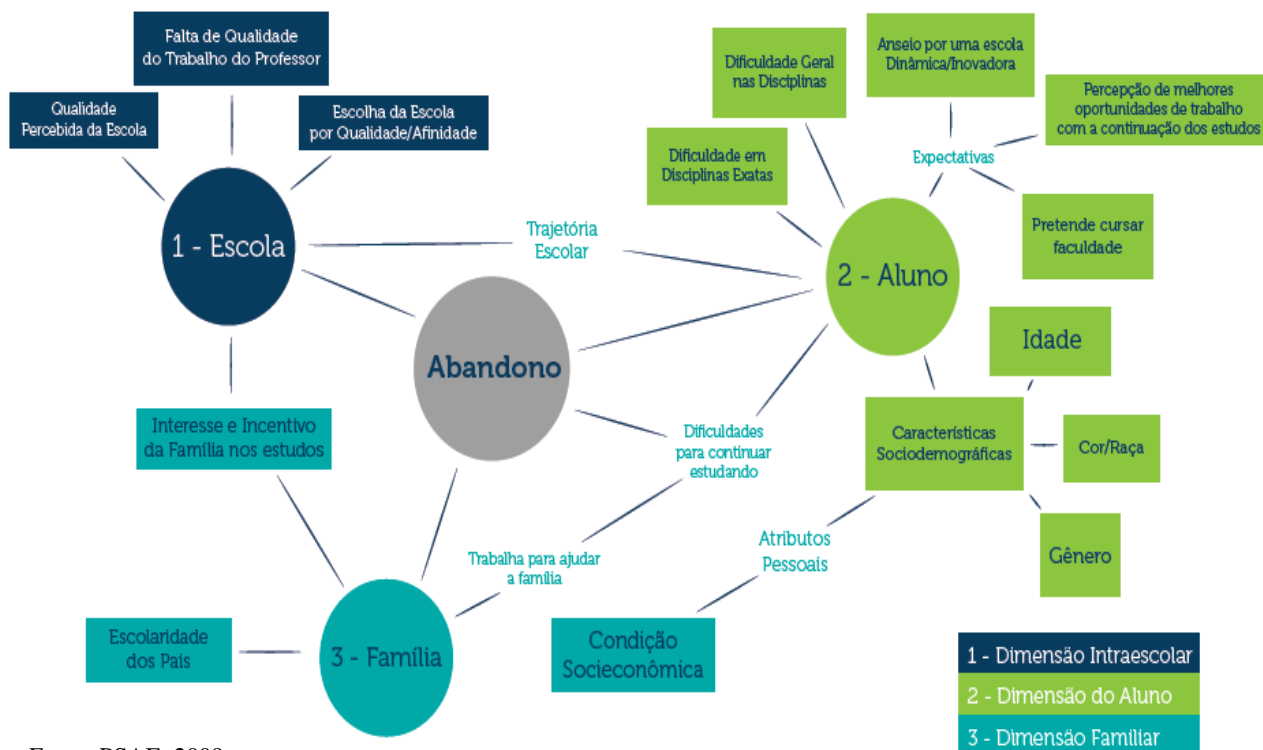 Falta de Qualidade
do Trabalho do Professor
Qualidade
Percebida da Escola
Escolha da Escola
por Qualidade/Afinidade
1 - Escola
Trajetória
Escolar
Dificuldade Geral
nas Disciplinas
Dificuldade em
Disciplinas Exatas
Anseio por uma escola
Dinâmica/Inovadora
Percepção de melhores
oportunidades de trabalho
com a continuação dos estudos
Expectativas
Pretende cursar
faculdade
2 - Aluno
Abandono
Idade
Características
Sociodemográficas
Cor/Raça
Gênero
Interesse e Incentivo
da Família nos estudos
Dificuldades
para continuar
estudando
Atributos
Pessoais
Trabalha para ajudar
a família
Escolaridade
dos Pais
3 - Família
Condição
Socieconômica
1 - Dimensão Intraescolar
2 - Dimensão do Aluno
3 - Dimensão Familiar